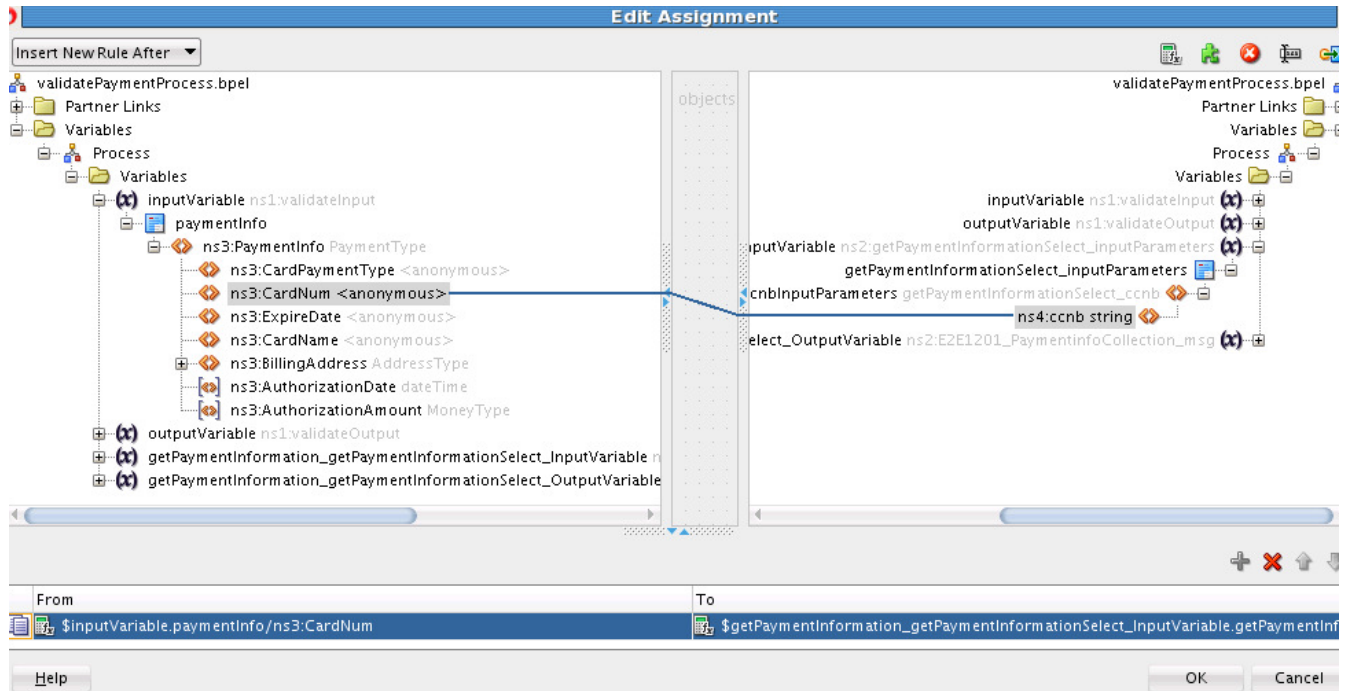 Edit Assignment
Insert New Rule After
validatePaymentProcess.bpel
Partner Links
Variables
Process
Variables
inputVariable ns1:validateInput
paymentInfo
ns3:PaymentInfo PaymentType
ns3:CardPaymentType <anonymous>
ns3:CardNum <anonymous>
ns3:ExpireDate <anonymous>
ns3:CardName <anonymous>
ns3:BillingAddress AddressType
ns3:AuthorizationDate dateTime
ns3:AuthorizationAmount MoneyType
outputVariable ns1:validateOutput
getPaymentInformation_getPaymentInformationSelect_InputVariable n
getPaymentInformation_getPaymentInformationSelect_OutputVariable
objects
validatePaymentProcess.bpel
Partner Links
Variables
Process
Variables
inputVariable ns1:validateInput
outputVariable ns1:validateOutput
nputVariable ns2:getPaymentInformationSelect_inputParameters
getPaymentInformationSelect_inputParameters
cnbInputParameters getPaymentInformationSelect_ccnb
ns4:ccnb string
elect_OutputVariable ns2:E2E1201_PaymentinfoCollection_msg
From
To
$inputVariable.paymentInfo/ns3:CardNum
$getPaymentInformation_getPaymentInformationSelect_InputVariable.getPaymentInf
Help
OK
Cancel